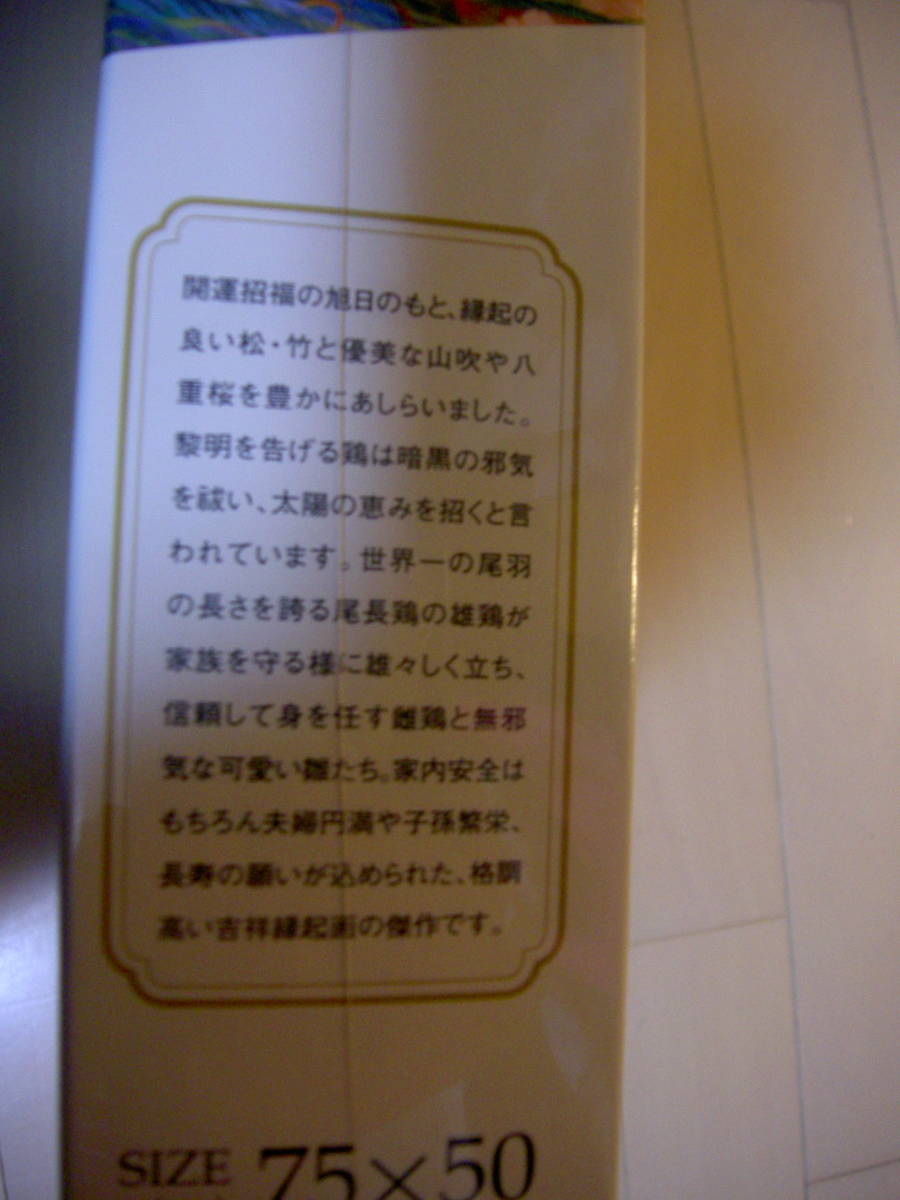 開運招福の旭日のもと、縁起の
良い松・竹と優美な山吹や八
重桜を豊かにあしらいました。
黎明を告げる鶏は暗黒の邪気
を祓い、太陽の恵みを招くと言
われています。世界一の尾羽
の長さを誇る尾長鶏の雄鶏が
家族を守る様に雄々しく立ち、
信頼して身を任す雌鶏と無邪
気な可愛い雛たち。家内安全は
もちろん夫婦円満や子孫繁栄、
長寿の願いが込められた、格調
高い吉祥縁起画の傑作です。
SIZE 75×50